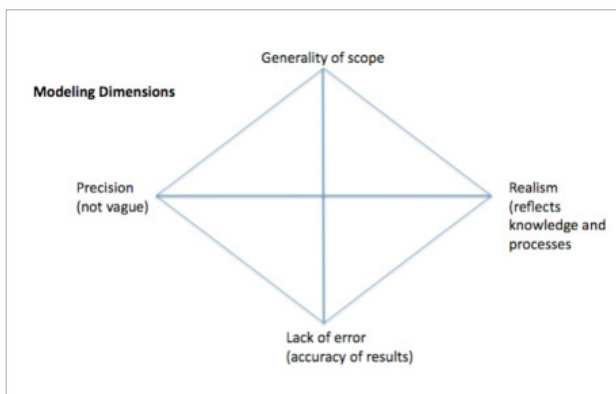 Generality of scope
Modeling Dimensions
Precision
(not vague)
Realism
(reflects
knowledge and
processes
Lack of error
(accuracy of results)